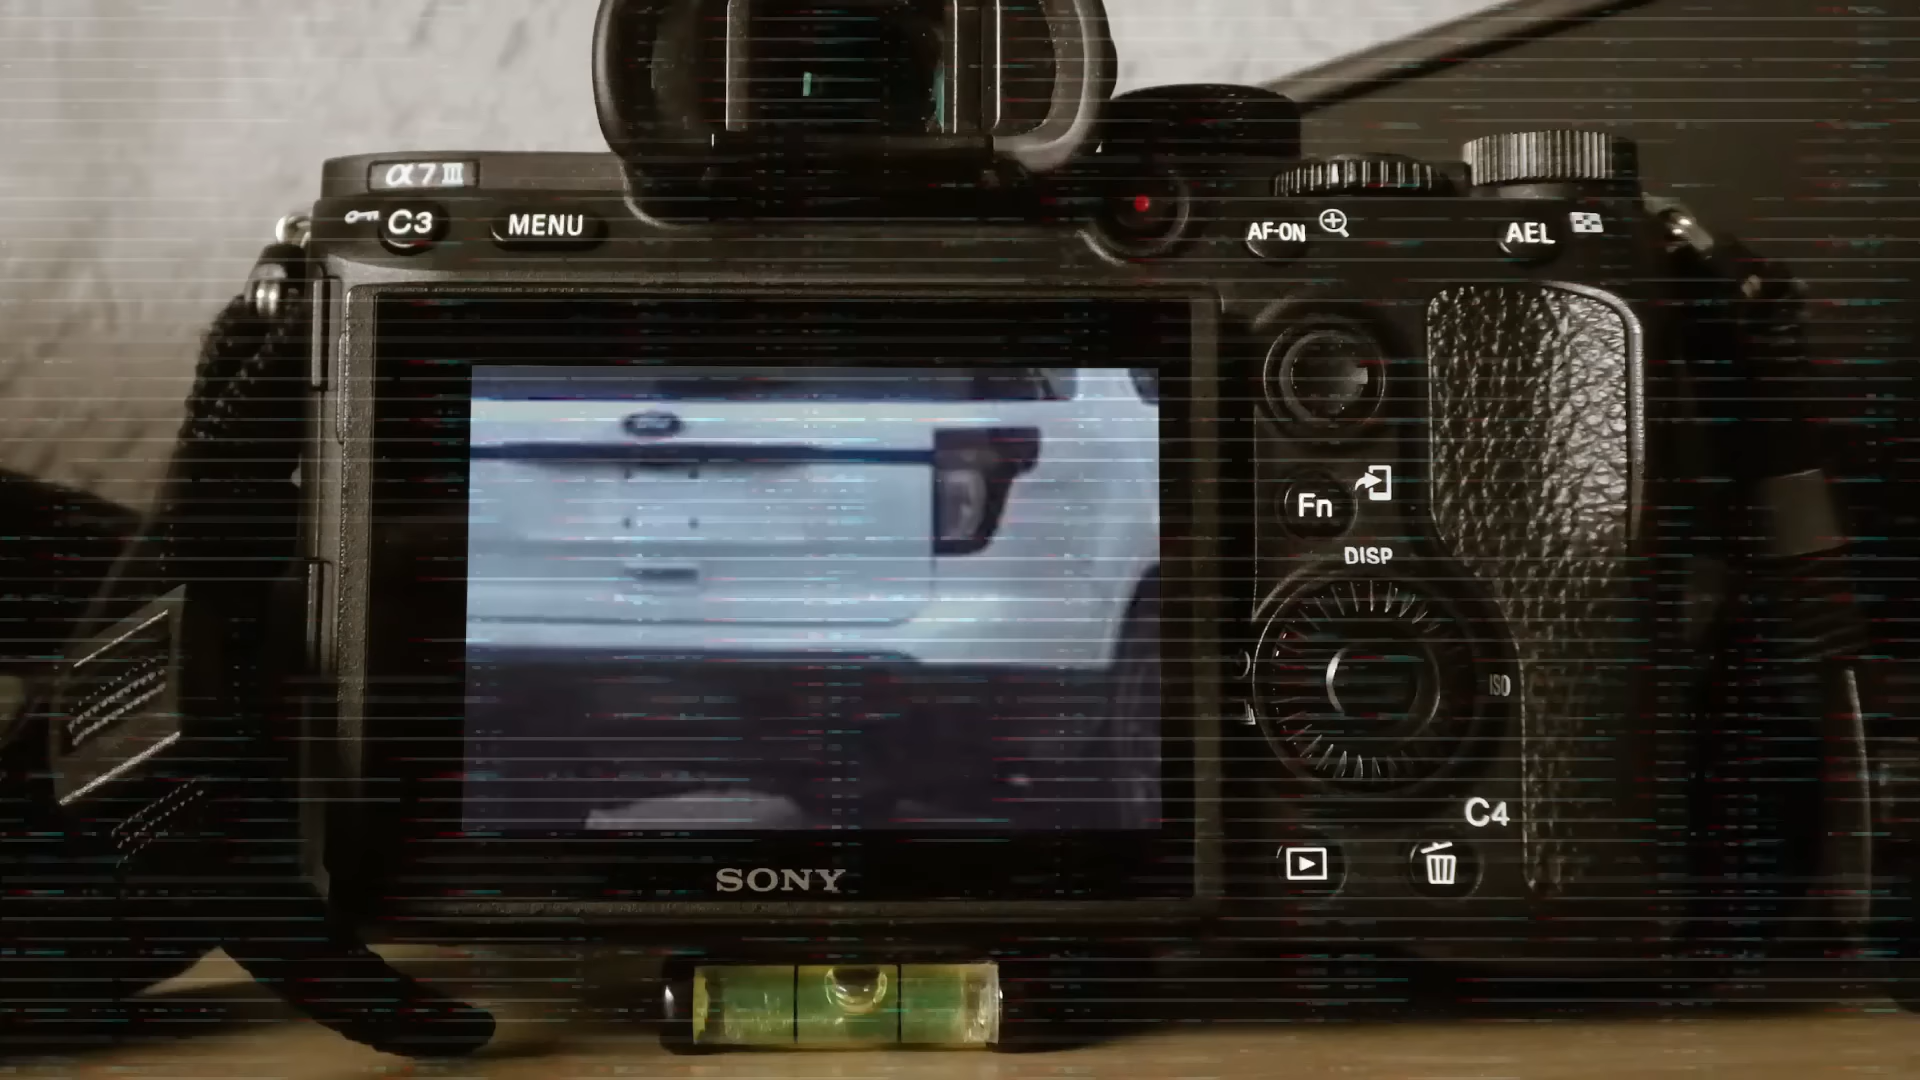 α7III
C3
MENU
AF-ON
AEL
Fn
DISP
ISO
C4
SONY